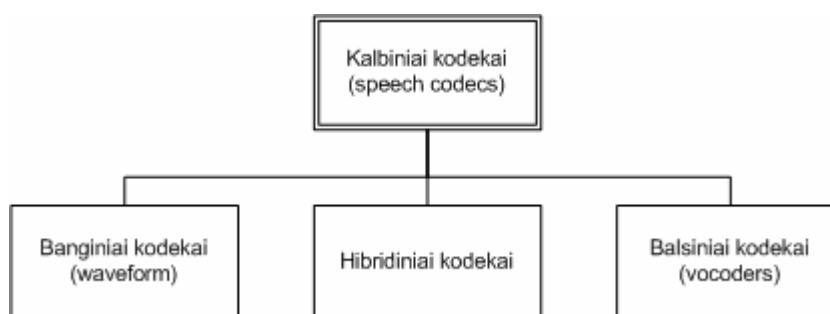 Kalbiniai kodekai
(speech codecs)
Banginiai kodekai
(waveform)
Hibridiniai kodekai
Balsiniai kodekai
(vocoders)